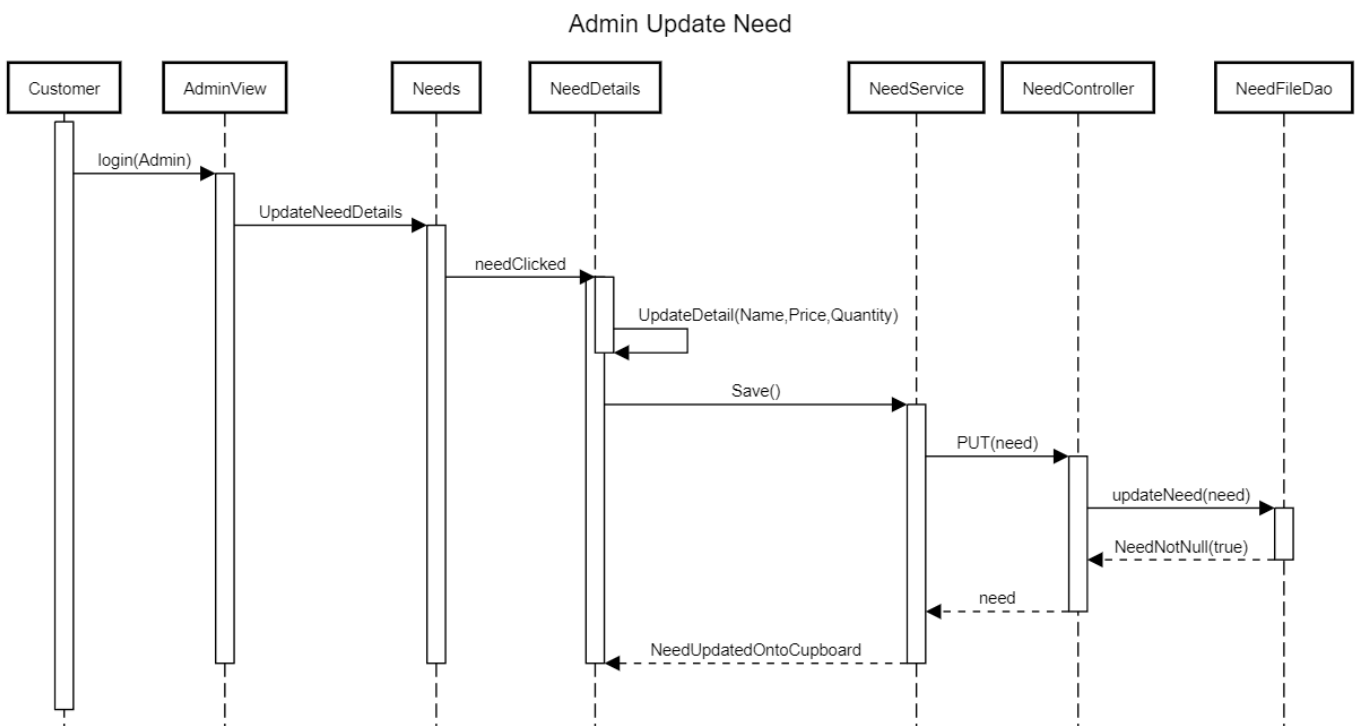 Admin Update Need
Customer
AdminView
Needs
NeedDetails
NeedService
NeedController
NeedFileDao
login(Admin)
UpdateNeedDetails
needClicked
UpdateDetail(Name,Price,Quantity)
Save()
PUT(need)
updateNeed(need)
NeedNotNull(true)
need
NeedUpdatedOntoCupboard